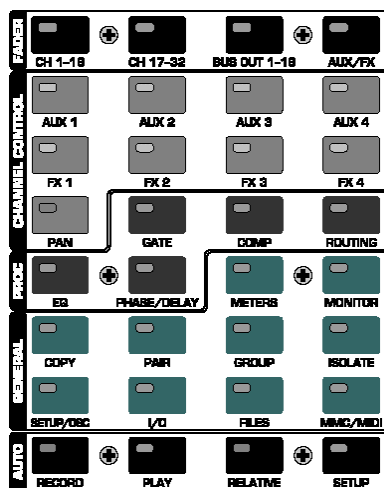 FADER
CH 1-16 CH 17-32 BUS OUT 1-16 AUX/FX
CHANNEL CONTROL
AUX 1 AUX 2 AUX 3 AUX 4
FX 1 FX 2 FX 3 FX 4
PAN GATE COMP ROUTING
PROC
EQ PHASE/DELAY METERS MONITOR
GENERAL
COPY PAIR GROUP ISOLATE
SETUP/OSC I/O FILES MMC/MIDI
AUTO
RECORD PLAY RELATIVE SETUP